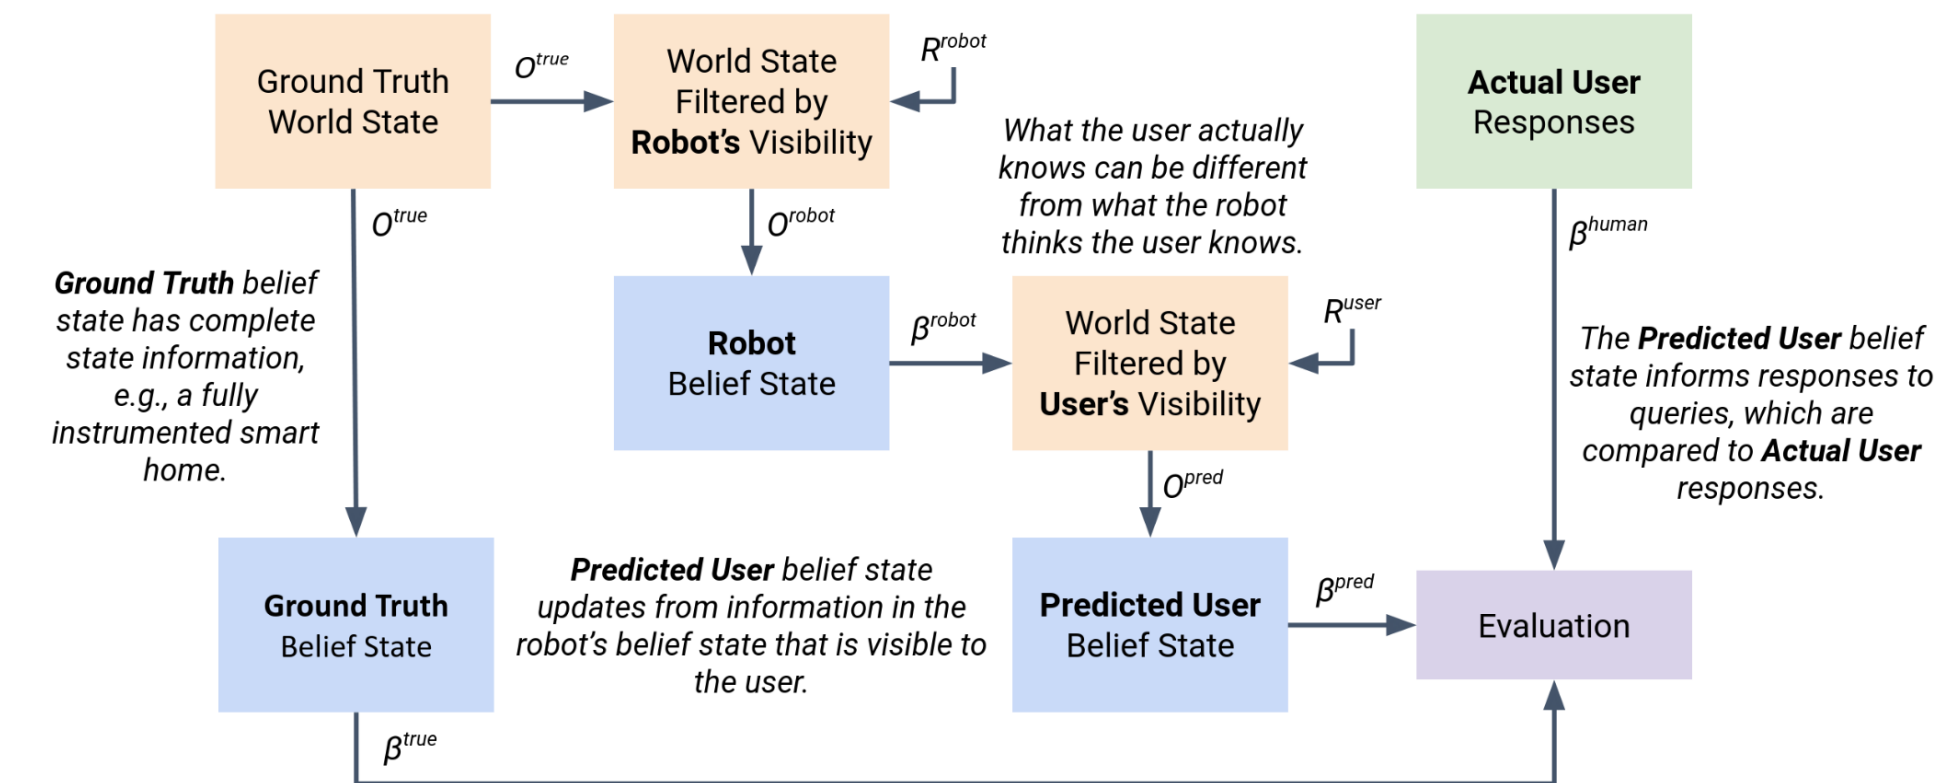 Ground Truth
World State
O^true
World State
Filtered by
Robot's Visibility
R^robot
Actual User
Responses
What the user actually
knows can be different
from what the robot
thinks the user knows.
O^true
O^robot
β^human
Ground Truth belief
state has complete
state information,
e.g., a fully
instrumented smart
home.
Robot
Belief State
β^robot
World State
Filtered by
User's Visibility
R^user
The Predicted User belief
state informs responses to
queries, which are
compared to Actual User
responses.
O^pred
Ground Truth
Belief State
Predicted User belief state
updates from information in the
robot's belief state that is visible to
the user.
Predicted User
Belief State
β^pred
Evaluation
β^true